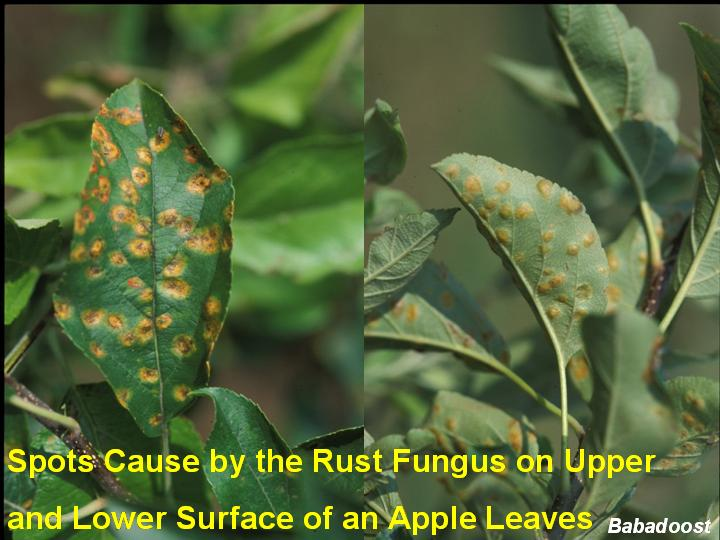 Spots Cause by the Rust Fungus on Upper
and Lower Surface of an Apple Leaves
Babadoost